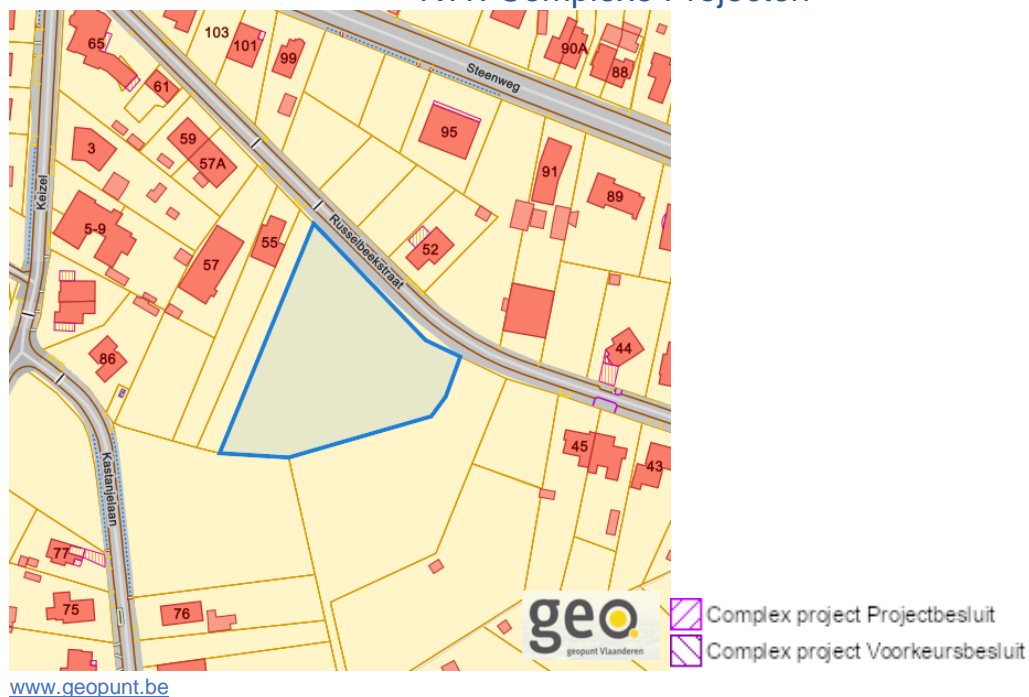 Complexe Projecten
103
65
101
99
61
90A
88
Steenweg
95
59
57A
3
91
89
Keizel
5-9
55
57
Russelbeekstraat
52
86
44
45
43
Kastanjelaan
77
75
76
geo
geopunt Vlaanderen
Complex project Projectbesluit
Complex project Voorkeursbesluit
www.geopunt.be